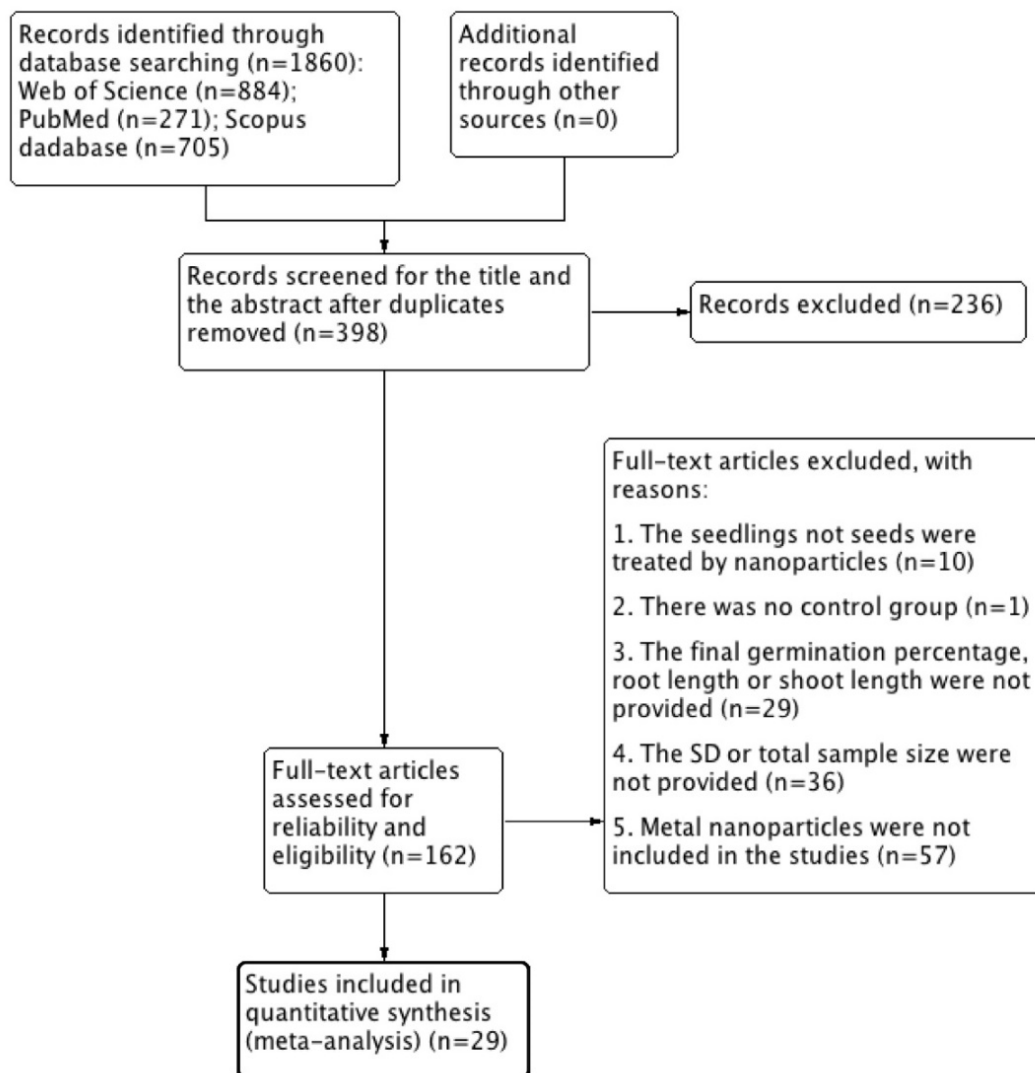 Records identified through
database searching (n=1860):
Web of Science (n=884);
PubMed (n=271); Scopus
dadabase (n=705)
Additional
records identified
through other
sources (n=0)
Records screened for the title and
the abstract after duplicates
removed (n=398)
Records excluded (n=236)
Full-text articles excluded, with
reasons:
1. The seedlings not seeds were
treated by nanoparticles (n=10)
2. There was no control group (n=1)
3. The final germination percentage,
root length or shoot length were not
provided (n=29)
4. The SD or total sample size were
not provided (n=36)
5. Metal nanoparticles were not
included in the studies (n=57)
Full-text articles
assessed for
reliability and
eligibility (n=162)
Studies included in
quantitative synthesis
(meta-analysis) (n=29)